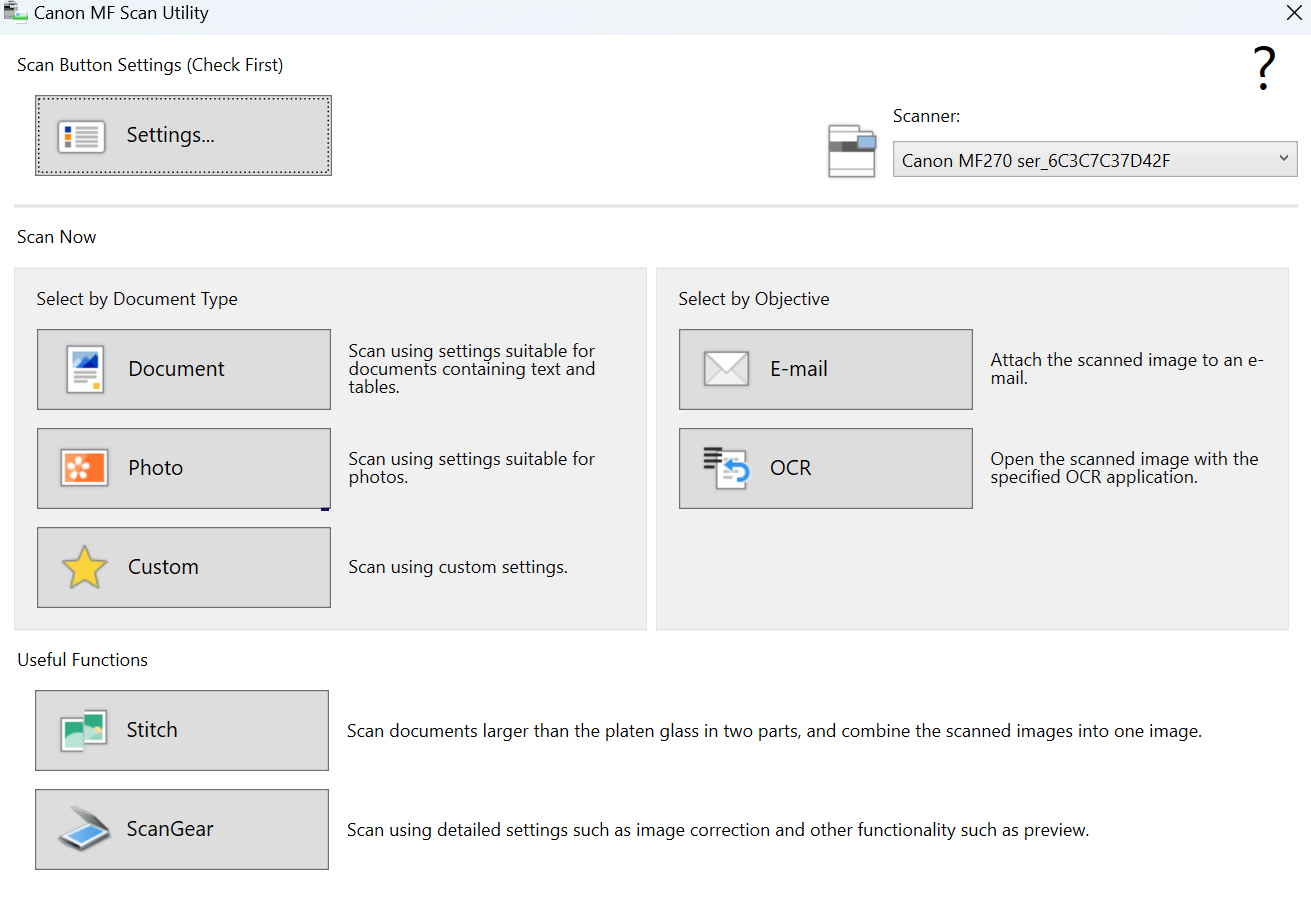 Canon MF Scan Utility
Scan Button Settings (Check First)
?
Settings...
Scanner:
Canon MF270 ser_6C3C7C37D42F
Scan Now
Select by Document Type
Document
Scan using settings suitable for
documents containing text and
tables.
Photo
Scan using settings suitable for
photos.
Custom
Scan using custom settings.
Select by Objective
E-mail
Attach the scanned image to an e-
mail.
OCR
Open the scanned image with the
specified OCR application.
Useful Functions
Stitch
Scan documents larger than the platen glass in two parts, and combine the scanned images into one image.
ScanGear
Scan using detailed settings such as image correction and other functionality such as preview.